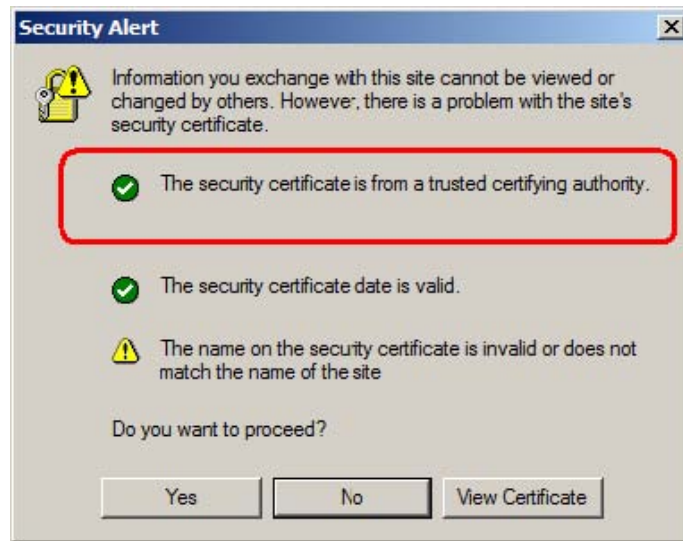 Security Alert
Information you exchange with this site cannot be viewed or
changed by others. However, there is a problem with the site's
security certificate.
The security certificate is from a trusted certifying authority.
The security certificate date is valid.
The name on the security certificate is invalid or does not
match the name of the site
Do you want to proceed?
Yes No View Certificate